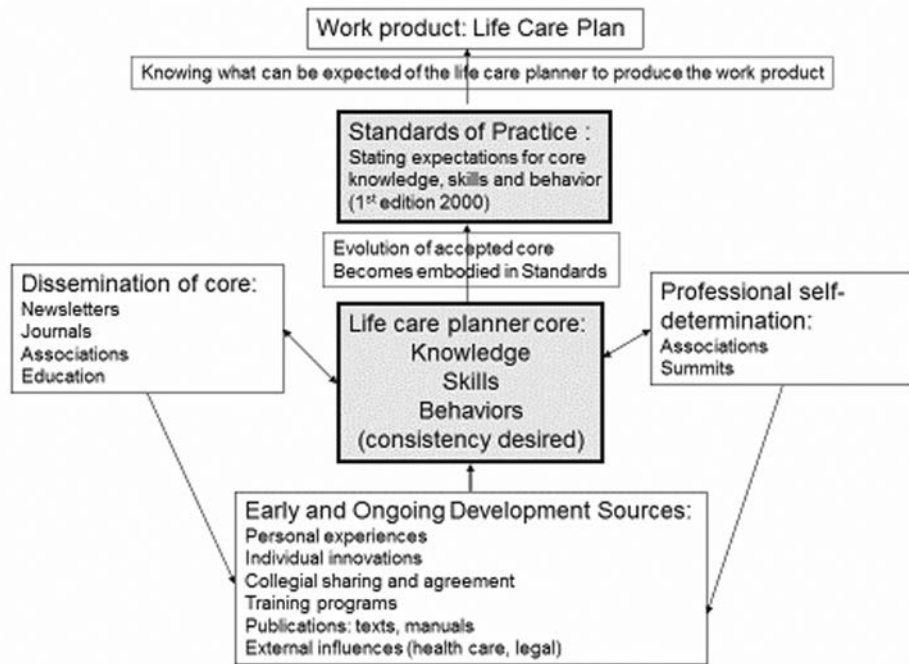 Work product: Life Care Plan
Knowing what can be expected of the life care planner to produce the work product
Standards of Practice :
Stating expectations for core
knowledge, skills and behavior
(1st edition 2000)
Evolution of accepted core
Becomes embodied in Standards
Dissemination of core:
Newsletters
Journals
Associations
Education
Life care planner core:
Knowledge
Skills
Behaviors
(consistency desired)
Professional self-
determination:
Associations
Summits
Early and Ongoing Development Sources:
Personal experiences
Individual innovations
Collegial sharing and agreement
Training programs
Publications: texts, manuals
External influences (health care, legal)